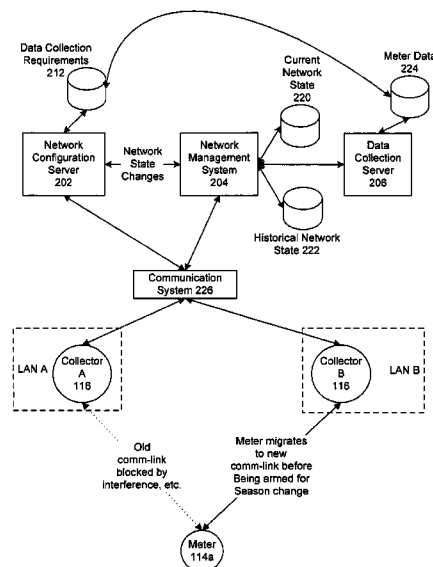 Data Collection
Requirements
212
Current
Network
State
220
Meter Data
224
Network
Configuration
Server
202
Network
State
Changes
Network
Management
System
204
Data
Collection
Server
206
Historical Network
State 222
Communication
System 226
LAN A
Collector
A
116
Collector
B
116
LAN B
Old
comm-link
blocked by
interference, etc.
Meter migrates
to new
comm-link before
Being armed for
Season change
Meter
114a